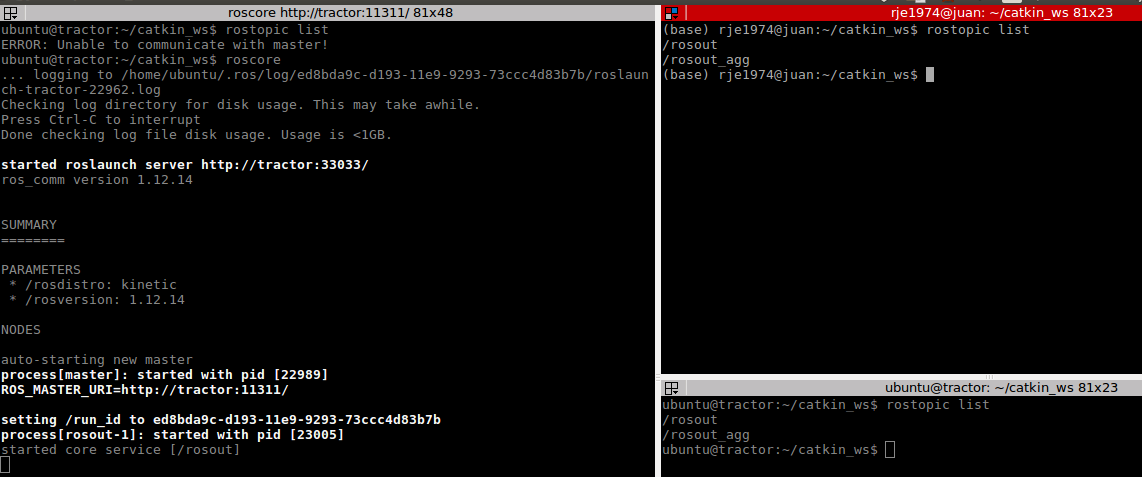 roscore http://tractor:11311/ 81x48
ubuntu@tractor:~/catkin_ws$ rostopic list
ERROR: Unable to communicate with master!
ubuntu@tractor:~/catkin_ws$ roscore
... logging to /home/ubuntu/.ros/log/ed8bda9c-d193-11e9-9293-73ccc4d83b7b/roslaun
ch-tractor-22962.log
Checking log directory for disk usage. This may take awhile.
Press Ctrl-C to interrupt
Done checking log file disk usage. Usage is <1GB.
started roslaunch server http://tractor:33033/
ros_comm version 1.12.14
SUMMARY
========
PARAMETERS
 * /rosdistro: kinetic
 * /rosversion: 1.12.14
NODES
auto-starting new master
process[master]: started with pid [22989]
ROS_MASTER_URI=http://tractor:11311/
setting /run_id to ed8bda9c-d193-11e9-9293-73ccc4d83b7b
process[rosout-1]: started with pid [23005]
started core service [/rosout]
rje1974@juan: ~/catkin_ws 81x23
(base) rje1974@juan:~/catkin_ws$ rostopic list
/rosout
/rosout_agg
(base) rje1974@juan:~/catkin_ws$
ubuntu@tractor: ~/catkin_ws 81x23
ubuntu@tractor:~/catkin_ws$ rostopic list
/rosout
/rosout_agg
ubuntu@tractor:~/catkin_ws$